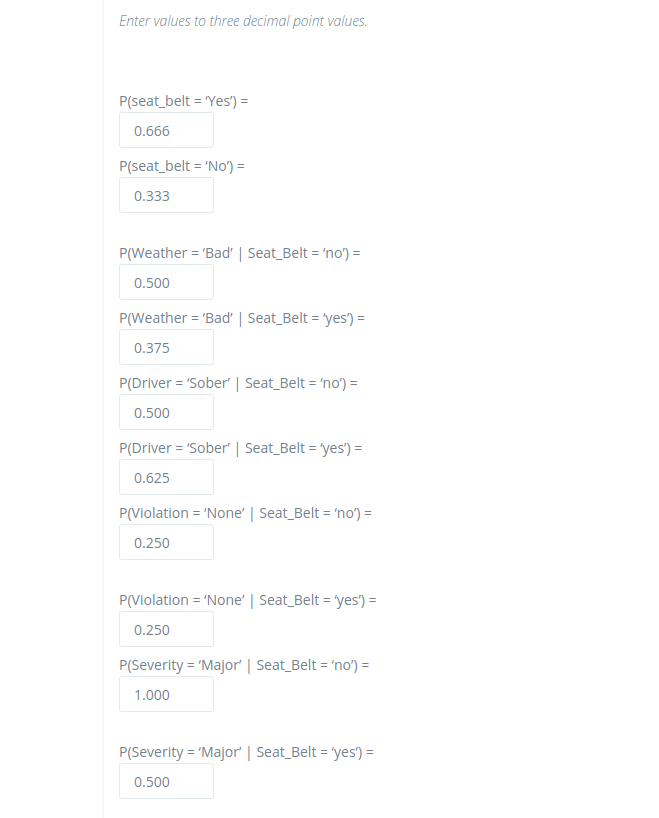 Enter values to three decimal point values.
P(seat_belt = ‘Yes’) =
0.666
P(seat_belt = ‘No’) =
0.333
P(Weather = ‘Bad’ | Seat_Belt = ‘no’) =
0.500
P(Weather = ‘Bad’ | Seat_Belt = ‘yes’) =
0.375
P(Driver = ‘Sober’ | Seat_Belt = ‘no’) =
0.500
P(Driver = ‘Sober’ | Seat_Belt = ‘yes’) =
0.625
P(Violation = ‘None’ | Seat_Belt = ‘no’) =
0.250
P(Violation = ‘None’ | Seat_Belt = ‘yes’) =
0.250
P(Severity = ‘Major’ | Seat_Belt = ‘no’) =
1.000
P(Severity = ‘Major’ | Seat_Belt = ‘yes’) =
0.500